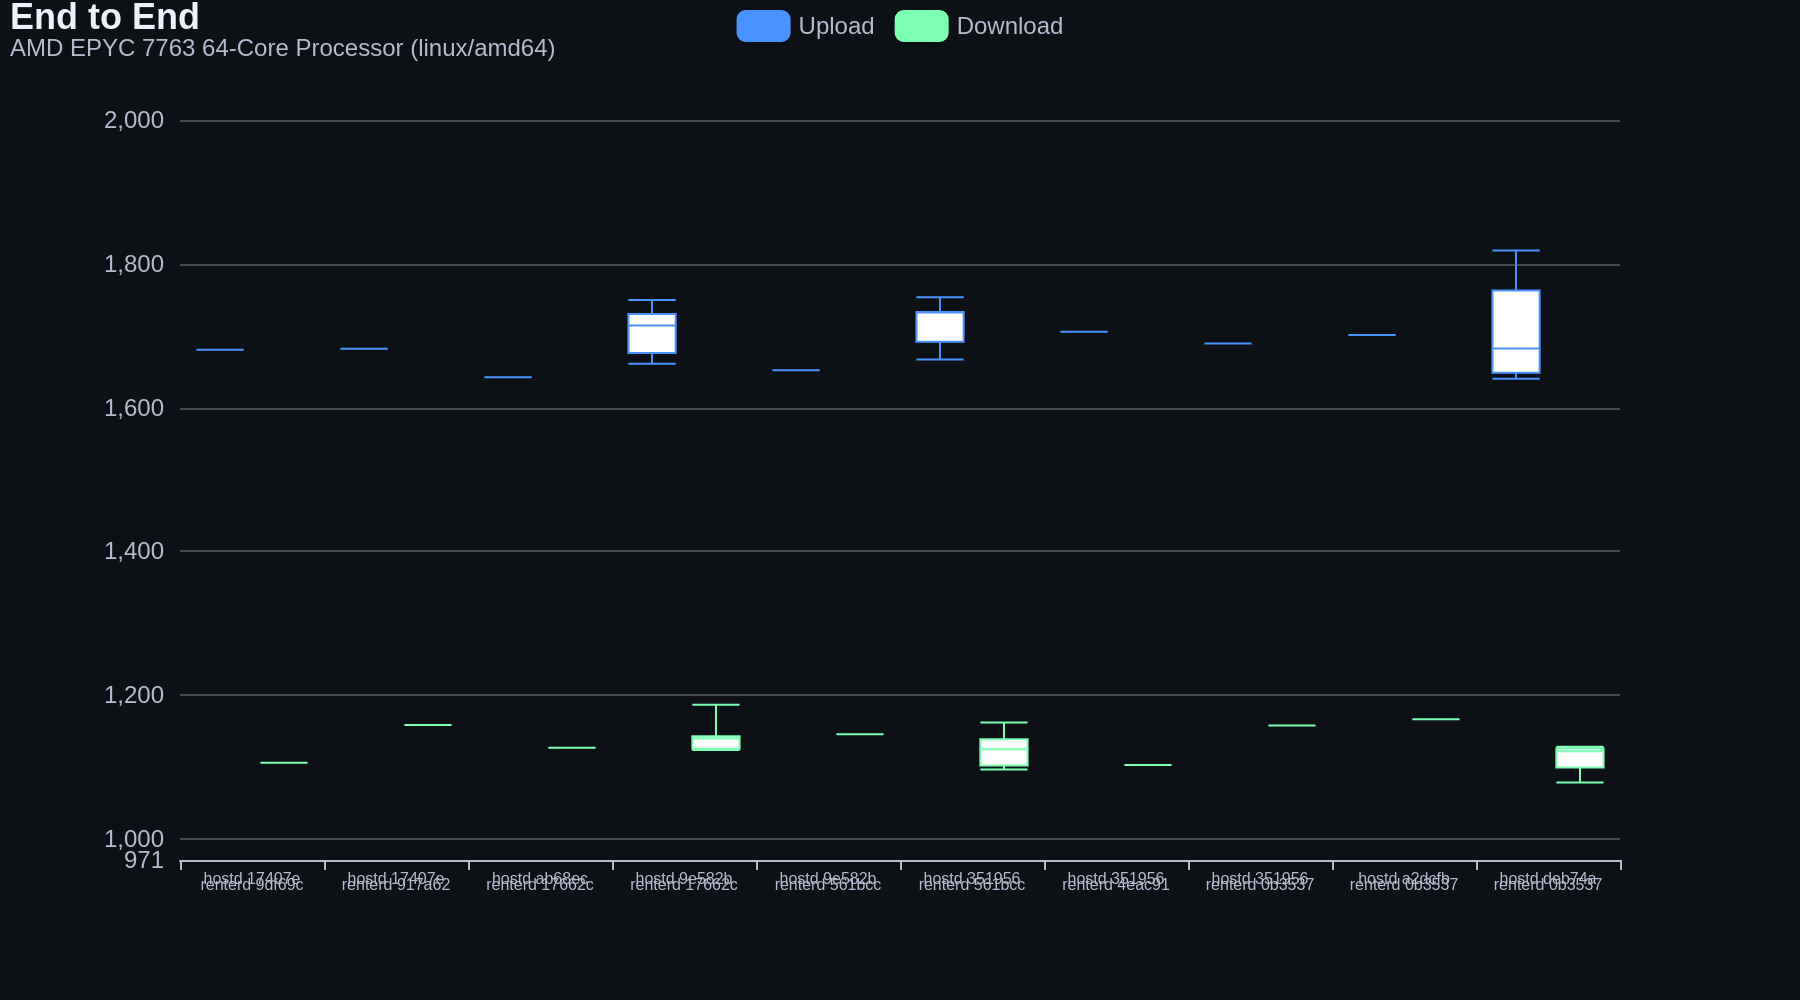 End to End
AMD EPYC 7763 64-Core Processor (linux/amd64)
Upload
Download
2,000
1,800
1,600
1,400
1,200
1,000
971
hostd 17407e
renterd 9df69c
hostd 17407e
renterd 917a62
hostd ab68ec
renterd 17662c
hostd 9e582b
renterd 17662c
hostd 9e582b
renterd 561bcc
hostd 351956
renterd 561bcc
hostd 351956
renterd 4eac91
hostd 351956
renterd 0b3537
hostd a2dcfb
renterd 0b3537
hostd deb74a
renterd 0b3537